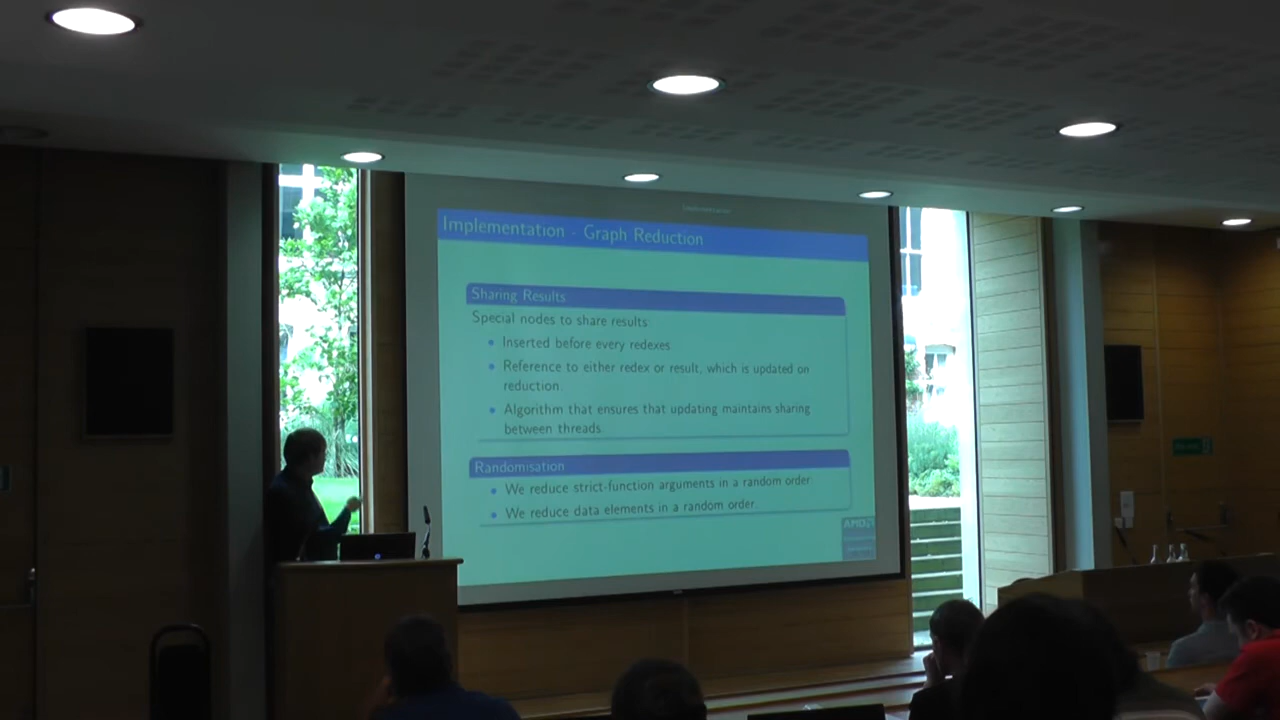 Implementation - Graph Reduction
Sharing Results
Special nodes to share results:
Inserted before every redexes
Reference to either redex or result, which is updated on
reduction.
Algorithm that ensures that updating maintains sharing
between threads.
Randomisation
We reduce strict-function arguments in a random order
We reduce data elements in a random order.